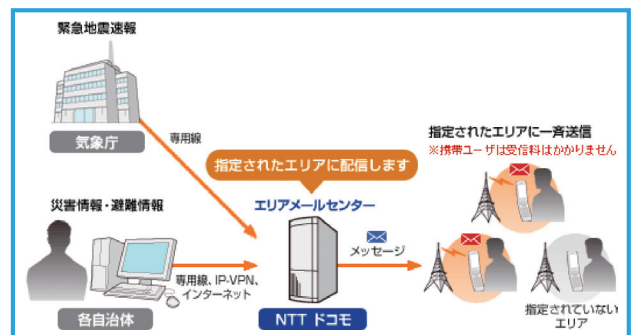 緊急地震速報
気象庁
専用線
指定されたエリアに配信します
指定されたエリアに一斉送信
※携帯ユーザは受信料はかかりません
災害情報・避難情報
エリアメールセンター
メッセージ
専用線、IP-VPN、
インターネット
各自治体
NTT ドコモ
指定されていない
エリア